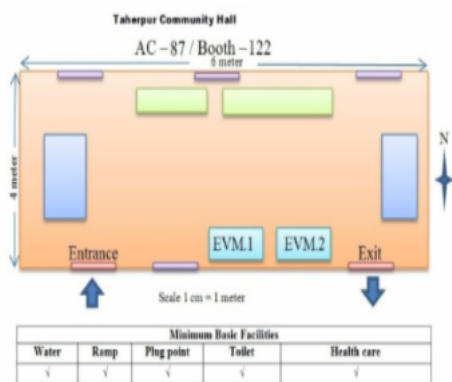 Taherpur Community Hall
AC – 87 / Booth –122
6 meter
4 meter
N
EVM.1 EVM.2
Entrance Exit
Scale 1 cm = 1 meter
Minimum Basic Facilities
Water Ramp Plug point Toilet Health care
√ √ √ √ √